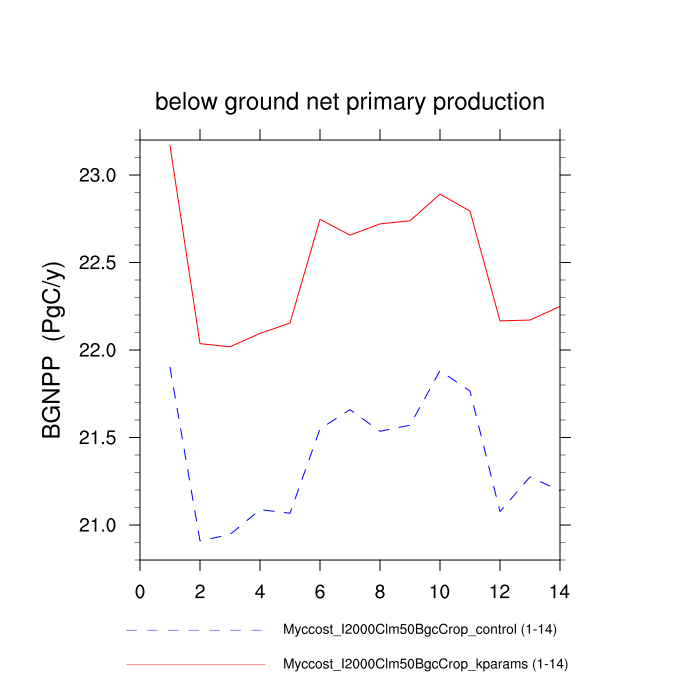 below ground net primary production
BGNPP (PgC/y)
23.0
22.5
22.0
21.5
21.0
0 2 4 6 8 10 12 14
Myccost_I2000Clm50BgcCrop_control (1-14)
Myccost_I2000Clm50BgcCrop_kparams (1-14)